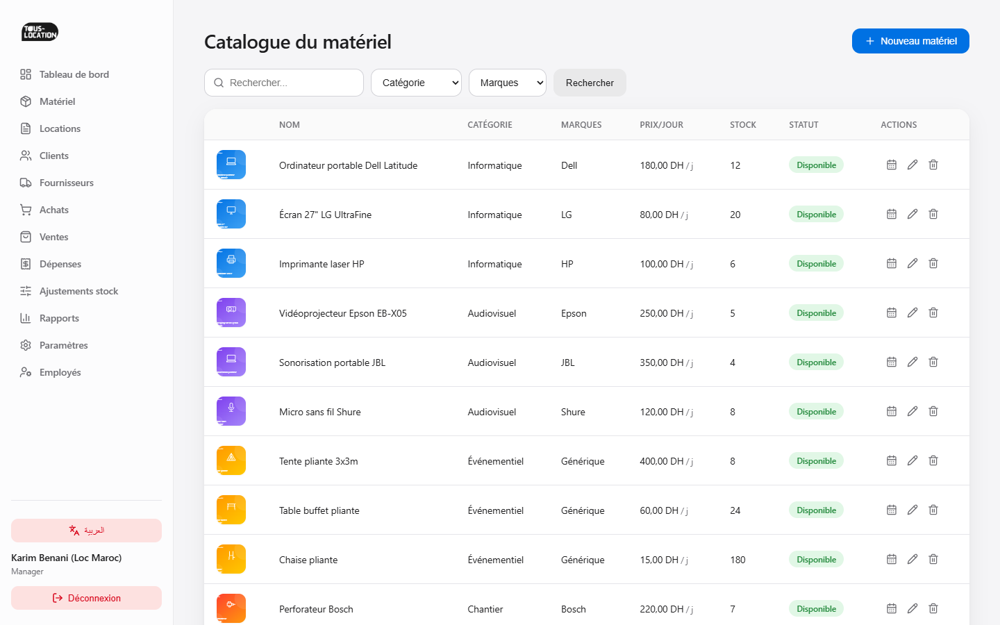 TOUS-
LOCATION
Tableau de bord
Matériel
Locations
Clients
Fournisseurs
Achats
Ventes
Dépenses
Ajustements stock
Rapports
Paramètres
Employés
العربية
Karim Benani (Loc Maroc)
Manager
Déconnexion
Catalogue du matériel
Nouveau matériel
Rechercher...
Catégorie
Marques
Rechercher
NOM CATÉGORIE MARQUES PRIX/JOUR STOCK STATUT ACTIONS
Ordinateur portable Dell Latitude Informatique Dell 180,00 DH / j 12 Disponible
Écran 27" LG UltraFine Informatique LG 80,00 DH / j 20 Disponible
Imprimante laser HP Informatique HP 100,00 DH / j 6 Disponible
Vidéoprojecteur Epson EB-X05 Audiovisuel Epson 250,00 DH / j 5 Disponible
Sonorisation portable JBL Audiovisuel JBL 350,00 DH / j 4 Disponible
Micro sans fil Shure Audiovisuel Shure 120,00 DH / j 8 Disponible
Tente pliante 3x3m Événementiel Générique 400,00 DH / j 8 Disponible
Table buffet pliante Événementiel Générique 60,00 DH / j 24 Disponible
Chaise pliante Événementiel Générique 15,00 DH / j 180 Disponible
Perforateur Bosch Chantier Bosch 220,00 DH / j 7 Disponible